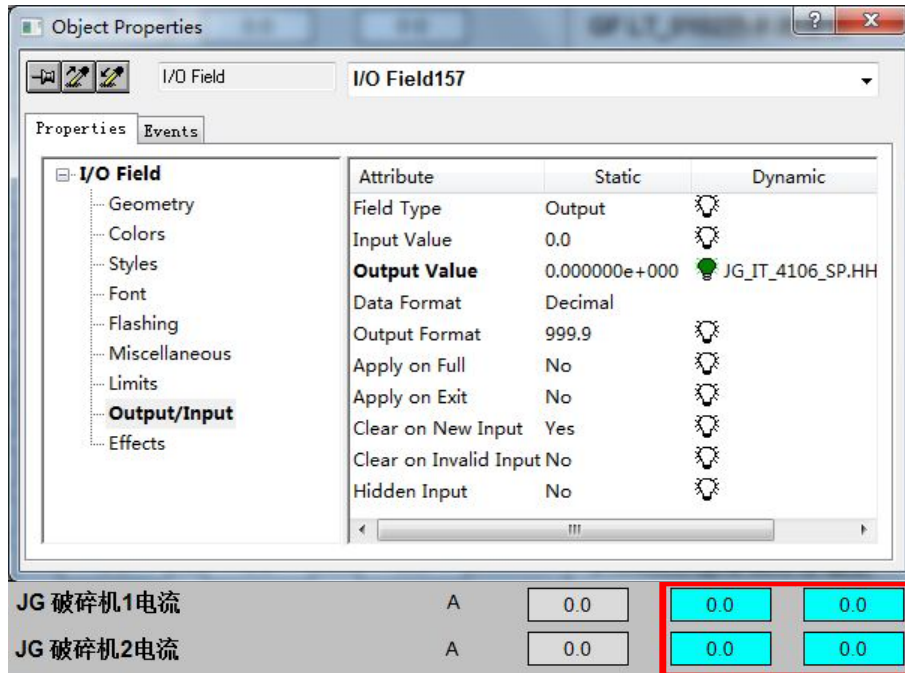 Object Properties
I/O Field
I/O Field157
Properties Events
I/O Field
Geometry
Colors
Styles
Font
Flashing
Miscellaneous
Limits
Output/Input
Effects
Attribute Static Dynamic
Field Type Output
Input Value 0.0
Output Value 0.000000e+000 JG_IT_4106_SP.HH
Data Format Decimal
Output Format 999.9
Apply on Full No
Apply on Exit No
Clear on New Input Yes
Clear on Invalid Input No
Hidden Input No
JG 破碎机1电流 A 0.0 0.0 0.0
JG 破碎机2电流 A 0.0 0.0 0.0